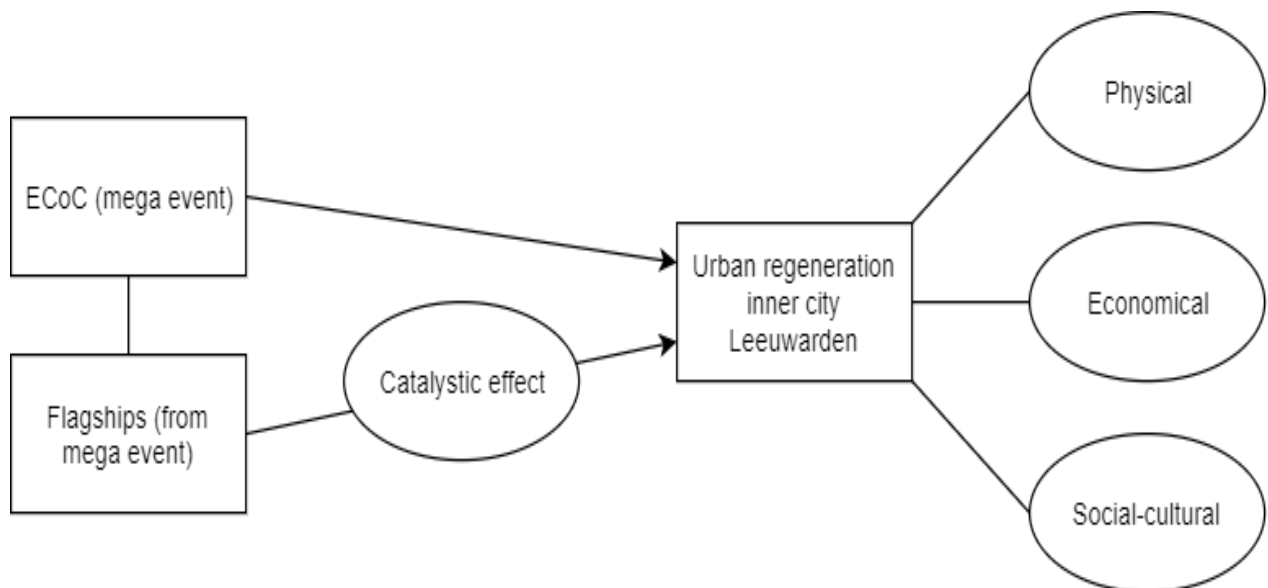 Physical
ECoC (mega event)
Urban regeneration
inner city
Leeuwarden
Economical
Catalystic effect
Flagships (from
mega event)
Social-cultural